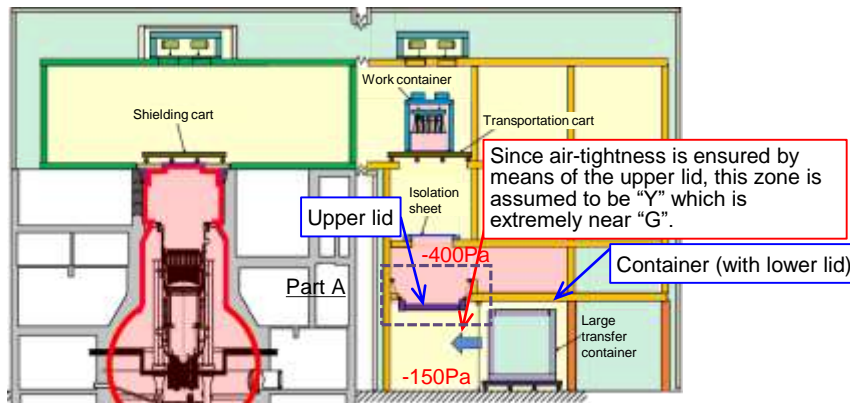 Work container
Shielding cart
Transportation cart
Since air-tightness is ensured by
means of the upper lid, this zone is
assumed to be “Y” which is
extremely near “G”.
Isolation
sheet
Upper lid
-400Pa
Container (with lower lid)
Part A
Large
transfer
container
-150Pa